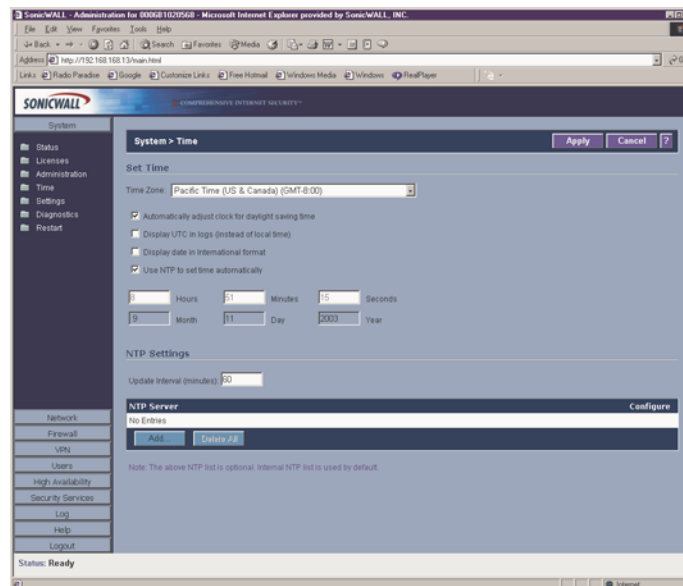 SonicWALL - Administration for 0006B1020568 - Microsoft Internet Explorer provided by SonicWALL, INC.
File Edit View Favorites Tools Help
Back Search Favorites Media
Address http://192.168.168.13/main.html
Links Radio Paradise Google Customize Links Free Hotmail Windows Media Windows RealPlayer
SONICWALL COMPREHENSIVE INTERNET SECURITY™
System
Status
Licenses
Administration
Time
Settings
Diagnostics
Restart
Network
Firewall
VPN
Users
High Availability
Security Services
Log
Help
Logout
System > Time Apply Cancel ?
Set Time
Time Zone: Pacific Time (US & Canada) (GMT-8:00)
Automatically adjust clock for daylight saving time
Display UTC in logs (instead of local time)
Display date in International format
Use NTP to set time automatically
8 Hours 51 Minutes 15 Seconds
9 Month 11 Day 2003 Year
NTP Settings
Update Interval (minutes): 60
NTP Server Configure
No Entries
Add... Delete All
Note: The above NTP list is optional. Internal NTP list is used by default.
Status: Ready
Internet